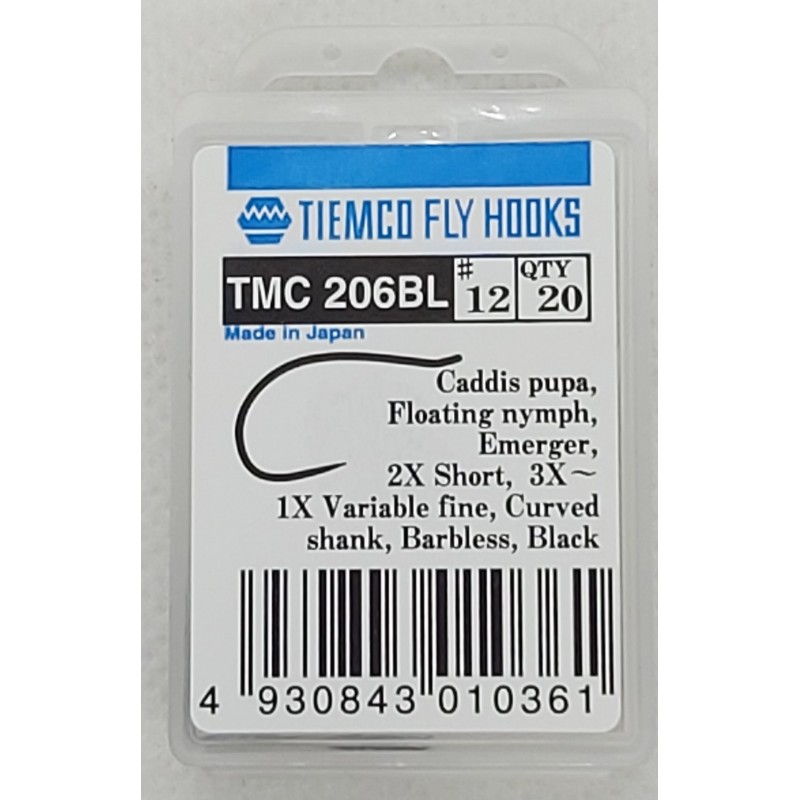 TIEMCO FLY HOOKS
TMC 206BL # 12 QTY 20
Made in Japan
Caddis pupa,
Floating nymph,
Emerger,
2X Short, 3X~
1X Variable fine, Curved
shank, Barbless, Black
4 930843 010361